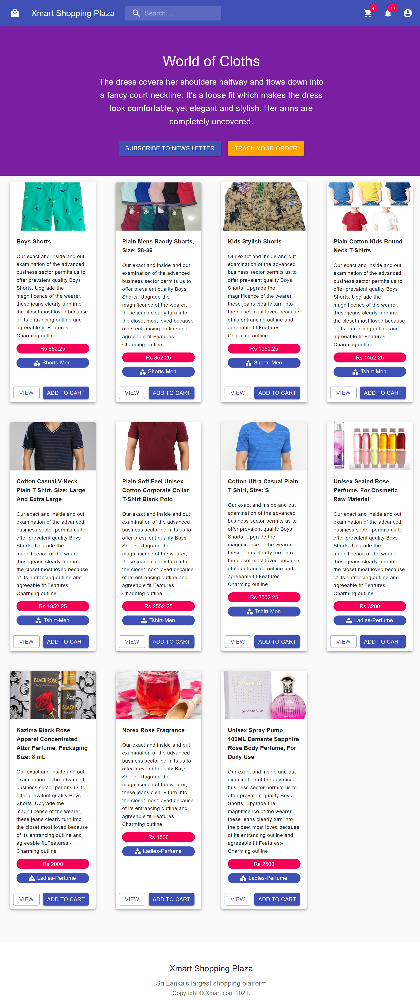 Xmart Shopping Plaza
Search...
4
17
World of Cloths
The dress covers her shoulders halfway and flows down into
a fancy court neckline. It's a loose fit which makes the dress
look comfortable, yet elegant and stylish. Her arms are
completely uncovered.
SUBSCRIBE TO NEWS LETTER
TRACK YOUR ORDER
Boys Shorts
Our exact and inside and out
examination of the advanced
business sector permits us to
offer prevalent quality Boys
Shorts. Upgrade the
magnificence of the wearer,
these jeans clearly turn into
the closet most loved because
of its entrancing outline and
agreeable fit.Features:-
Charming outline
Rs 852.25
Shorts-Men
VIEW
ADD TO CART
Plain Mens Raody Shorts,
Size: 28-36
Our exact and inside and out
examination of the advanced
business sector permits us to
offer prevalent quality Boys
Shorts. Upgrade the
magnificence of the wearer,
these jeans clearly turn into
the closet most loved because
of its entrancing outline and
agreeable fit.Features:-
Charming outline
Rs 852.25
Shorts-Men
VIEW
ADD TO CART
Kids Stylish Shorts
Our exact and inside and out
examination of the advanced
business sector permits us to
offer prevalent quality Boys
Shorts. Upgrade the
magnificence of the wearer,
these jeans clearly turn into
the closet most loved because
of its entrancing outline and
agreeable fit.Features:-
Charming outline
Rs 1050.25
Shorts-Men
VIEW
ADD TO CART
Plain Cotton Kids Round
Neck T-Shirts
Our exact and inside and out
examination of the advanced
business sector permits us to
offer prevalent quality Boys
Shorts. Upgrade the
magnificence of the wearer,
these jeans clearly turn into
the closet most loved because
of its entrancing outline and
agreeable fit.Features:-
Charming outline
Rs 1452.25
Tshirt-Men
VIEW
ADD TO CART
Cotton Casual V-Neck
Plain T Shirt, Size: Large
And Extra Large
Our exact and inside and out
examination of the advanced
business sector permits us to
offer prevalent quality Boys
Shorts. Upgrade the
magnificence of the wearer,
these jeans clearly turn into
the closet most loved because
of its entrancing outline and
agreeable fit.Features:-
Charming outline
Rs 1852.25
Tshirt-Men
VIEW
ADD TO CART
Plain Soft Feel Unisex
Cotton Corporate Collar
T-Shirt Blank Polo
Our exact and inside and out
examination of the advanced
business sector permits us to
offer prevalent quality Boys
Shorts. Upgrade the
magnificence of the wearer,
these jeans clearly turn into
the closet most loved because
of its entrancing outline and
agreeable fit.Features:-
Charming outline
Rs 2552.25
Tshirt-Men
VIEW
ADD TO CART
Cotton Ultra Casual Plain
T Shirt, Size: S
Our exact and inside and out
examination of the advanced
business sector permits us to
offer prevalent quality Boys
Shorts. Upgrade the
magnificence of the wearer,
these jeans clearly turn into
the closet most loved because
of its entrancing outline and
agreeable fit.Features:-
Charming outline
Rs 2552.25
Tshirt-Men
VIEW
ADD TO CART
Unisex Sealed Rose
Perfume, For Cosmetic
Raw Material
Our exact and inside and out
examination of the advanced
business sector permits us to
offer prevalent quality Boys
Shorts. Upgrade the
magnificence of the wearer,
these jeans clearly turn into
the closet most loved because
of its entrancing outline and
agreeable fit.Features:-
Charming outline
Rs 3200
Ladies-Perfume
VIEW
ADD TO CART
BLACK ROSE
Kazi
BLACK
Kazima Black Rose
Apparel Concentrated
Attar Perfume, Packaging
Size: 8 mL
Our exact and inside and out
examination of the advanced
business sector permits us to
offer prevalent quality Boys
Shorts. Upgrade the
magnificence of the wearer,
these jeans clearly turn into
the closet most loved because
of its entrancing outline and
agreeable fit.Features:-
Charming outline
Rs 2000
Ladies-Perfume
VIEW
ADD TO CART
Norex Rose Fragrance
Our exact and inside and out
examination of the advanced
business sector permits us to
offer prevalent quality Boys
Shorts. Upgrade the
magnificence of the wearer,
these jeans clearly turn into
the closet most loved because
of its entrancing outline and
agreeable fit.Features:-
Charming outline
Rs 1500
Ladies-Perfume
VIEW
ADD TO CART
DAMANTE
Sapphire Rose
Unisex Spray Pump
100ML Damante Sapphire
Rose Body Perfume, For
Daily Use
Our exact and inside and out
examination of the advanced
business sector permits us to
offer prevalent quality Boys
Shorts. Upgrade the
magnificence of the wearer,
these jeans clearly turn into
the closet most loved because
of its entrancing outline and
agreeable fit.Features:-
Charming outline
Rs 2500
Ladies-Perfume
VIEW
ADD TO CART
Xmart Shopping Plaza
Sri Lanka's largest shopping platform
Copyright © Xmart.com 2021.